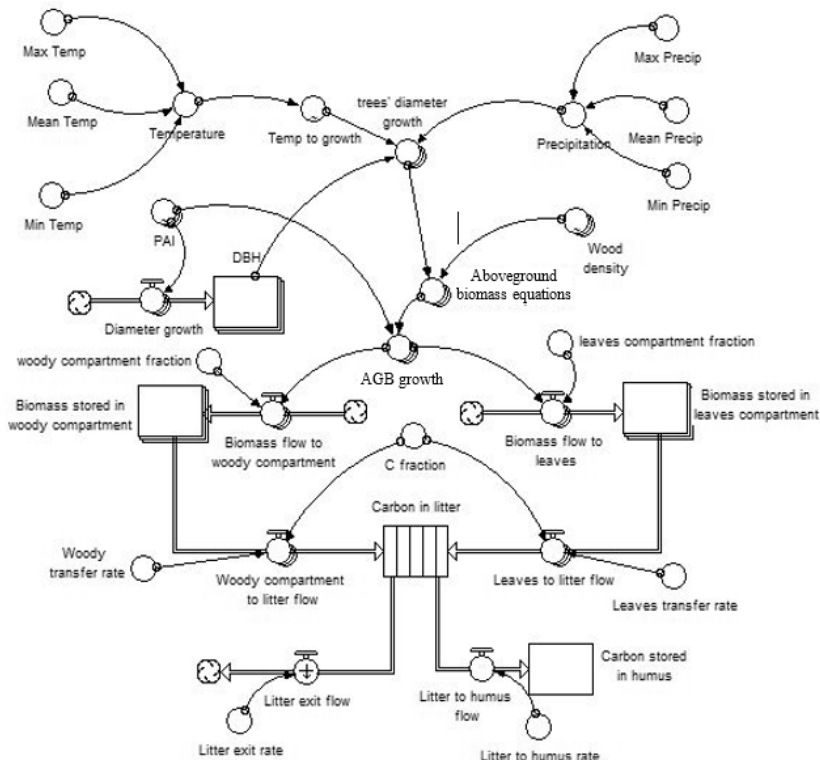 Max Temp
Max Precip
trees' diameter
growth
Mean Temp
Temperature
Temp to growth
Precipitation
Mean Precip
Min Temp
Min Precip
PAI
DBH
Wood
density
Aboveground
biomass equations
Diameter growth
woody compartment fraction
leaves compartment fraction
AGB growth
Biomass stored in
woody compartment
Biomass stored in
leaves compartment
Biomass flow to
woody compartment
Biomass flow to
leaves
C fraction
Carbon in litter
Woody
transfer rate
Woody compartment
to litter flow
Leaves to litter flow
Leaves transfer rate
Carbon stored
in humus
Litter exit flow
Litter to humus
flow
Litter exit rate
Litter to humus rate